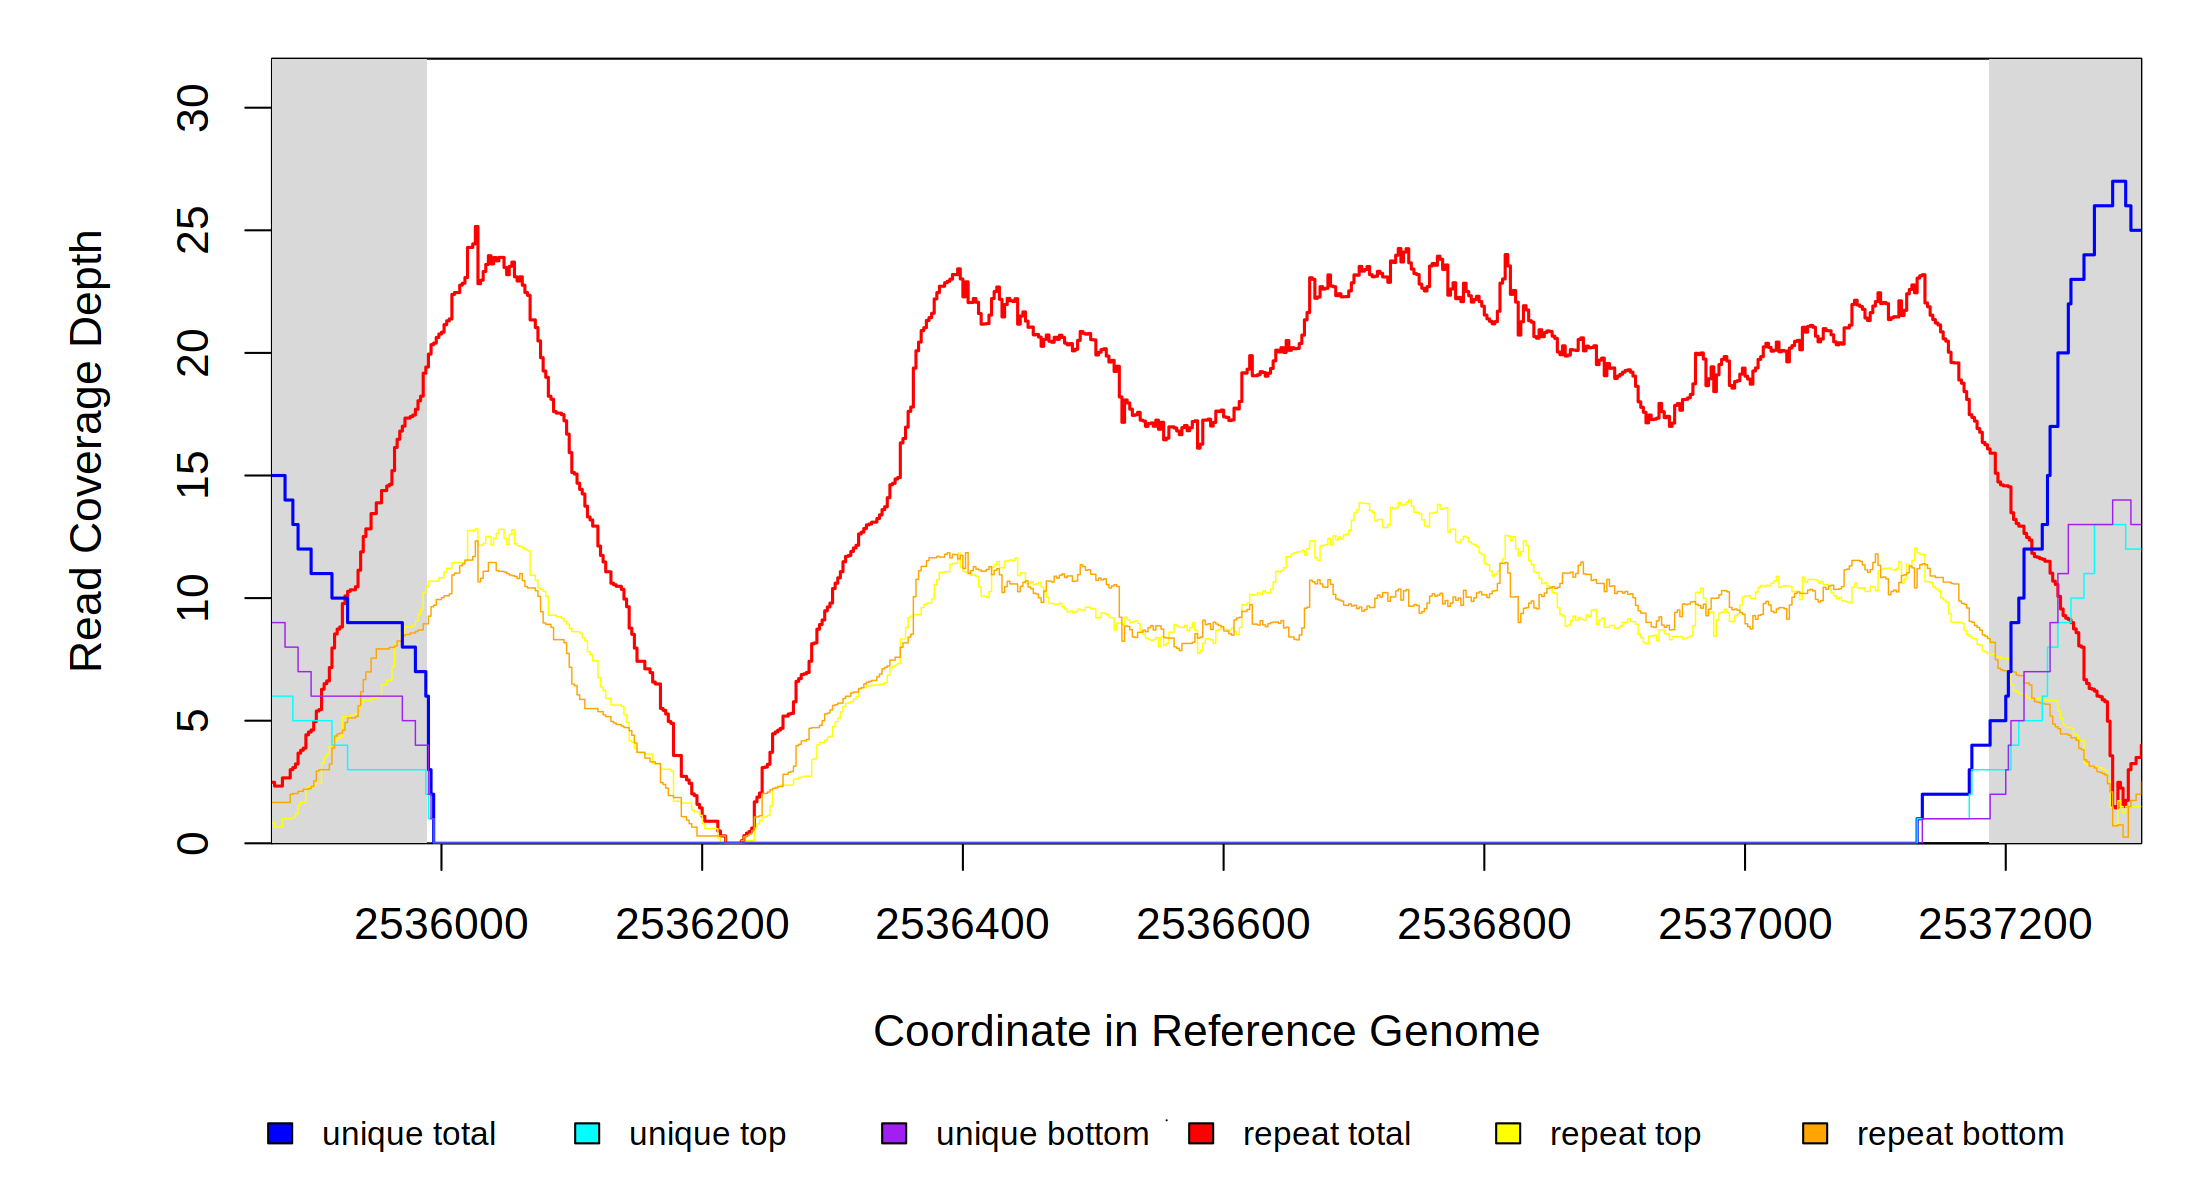 30
25
20
15
10
5
0
Read Coverage Depth
2536000 2536200 2536400 2536600 2536800 2537000 2537200
Coordinate in Reference Genome
unique total unique top unique bottom repeat total repeat top repeat bottom